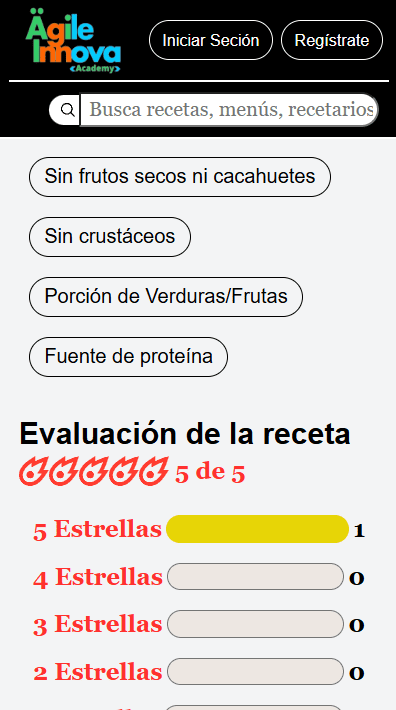 Ägile
Innova
<Academy>
Iniciar Seción
Regístrate
Busca recetas, menús, recetarios
Sin frutos secos ni cacahuetes
Sin crustáceos
Porción de Verduras/Frutas
Fuente de proteína
Evaluación de la receta
5 de 5
5 Estrellas 1
4 Estrellas 0
3 Estrellas 0
2 Estrellas 0